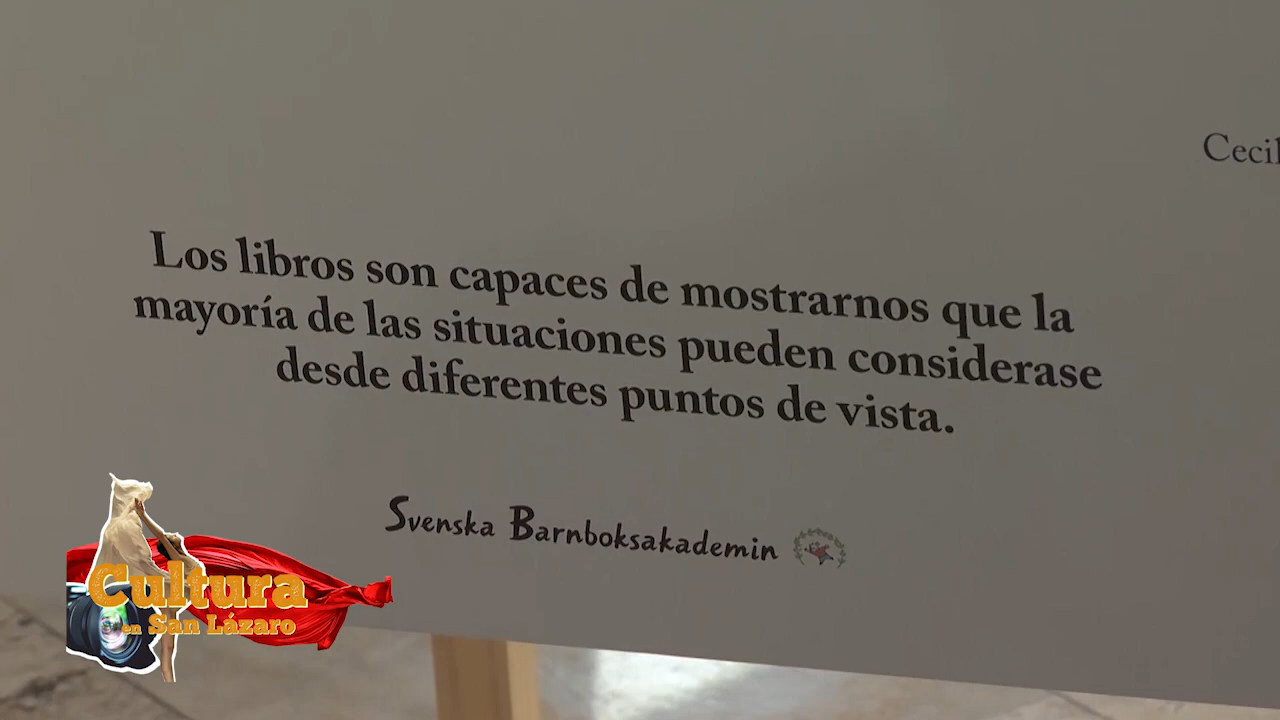 Cecil
Los libros son capaces de mostrarnos que la
mayoría de las situaciones pueden considerase
desde diferentes puntos de vista.
Svenska Barnboksakademin
Cultura
en San Lázaro